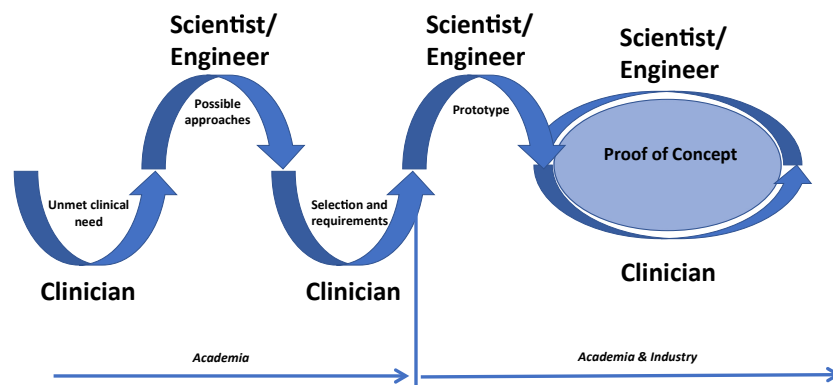 Scientist/
Engineer
Scientist/
Engineer
Scientist/
Engineer
Possible
approaches
Prototype
Proof of Concept
Unmet clinical
need
Selection and
requirements
Clinician
Clinician
Clinician
Academia
Academia & Industry